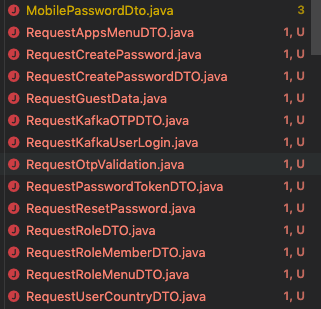 MobilePasswordDto.java 3
RequestAppsMenuDTO.java 1, U
RequestCreatePassword.java 1, U
RequestCreatePasswordDTO.java 1, U
RequestGuestData.java 1, U
RequestKafkaOTPDTO.java 1, U
RequestKafkaUserLogin.java 1, U
RequestOtpValidation.java 1, U
RequestPasswordTokenDTO.java 1, U
RequestResetPassword.java 1, U
RequestRoleDTO.java 1, U
RequestRoleMemberDTO.java 1, U
RequestRoleMenuDTO.java 1, U
RequestUserCountryDTO.java 1, U